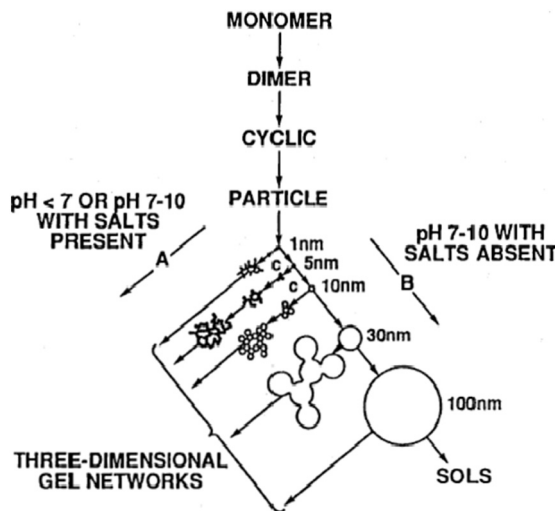 MONOMER
DIMER
CYCLIC
PARTICLE
pH < 7 OR pH 7-10
WITH SALTS
PRESENT
pH 7-10 WITH
SALTS ABSENT
A
B
1nm
C
5nm
C
10nm
30nm
100nm
THREE-DIMENSIONAL
GEL NETWORKS
SOLS